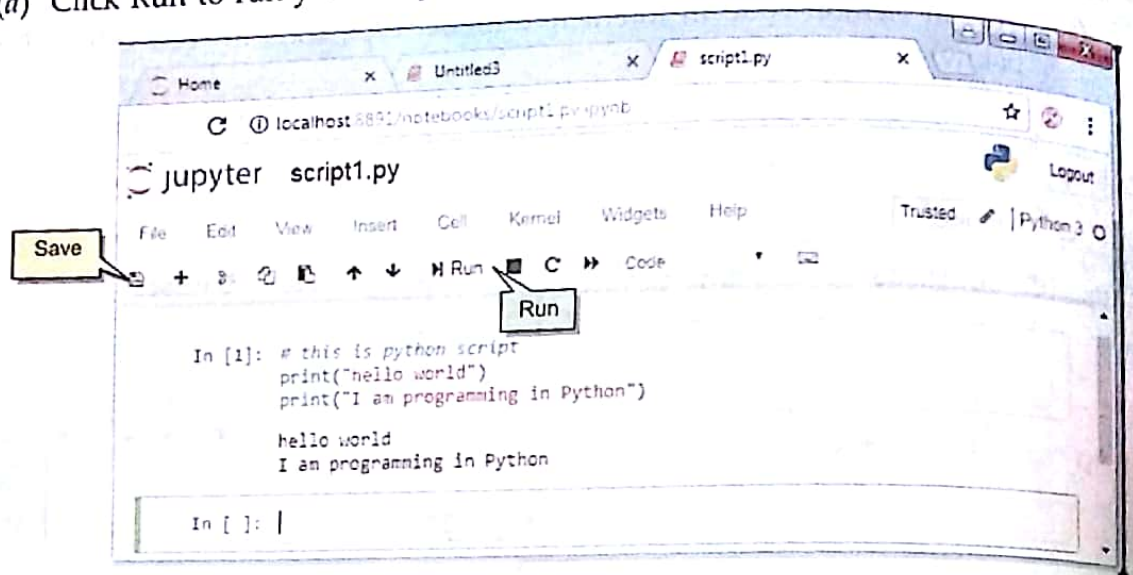 (a) Click Run to run
Home × Untitled3 × script1.py ×
localhost:8891/notebooks/script1.py.ipynb
jupyter script1.py
Logout
File Edit View Insert Cell Kernel Widgets Help
Trusted Python 3
Save
Run Code
Run
In [1]: # this is python script
print("hello world")
print("I am programming in Python")
hello world
I am programming in Python
In [ ]: